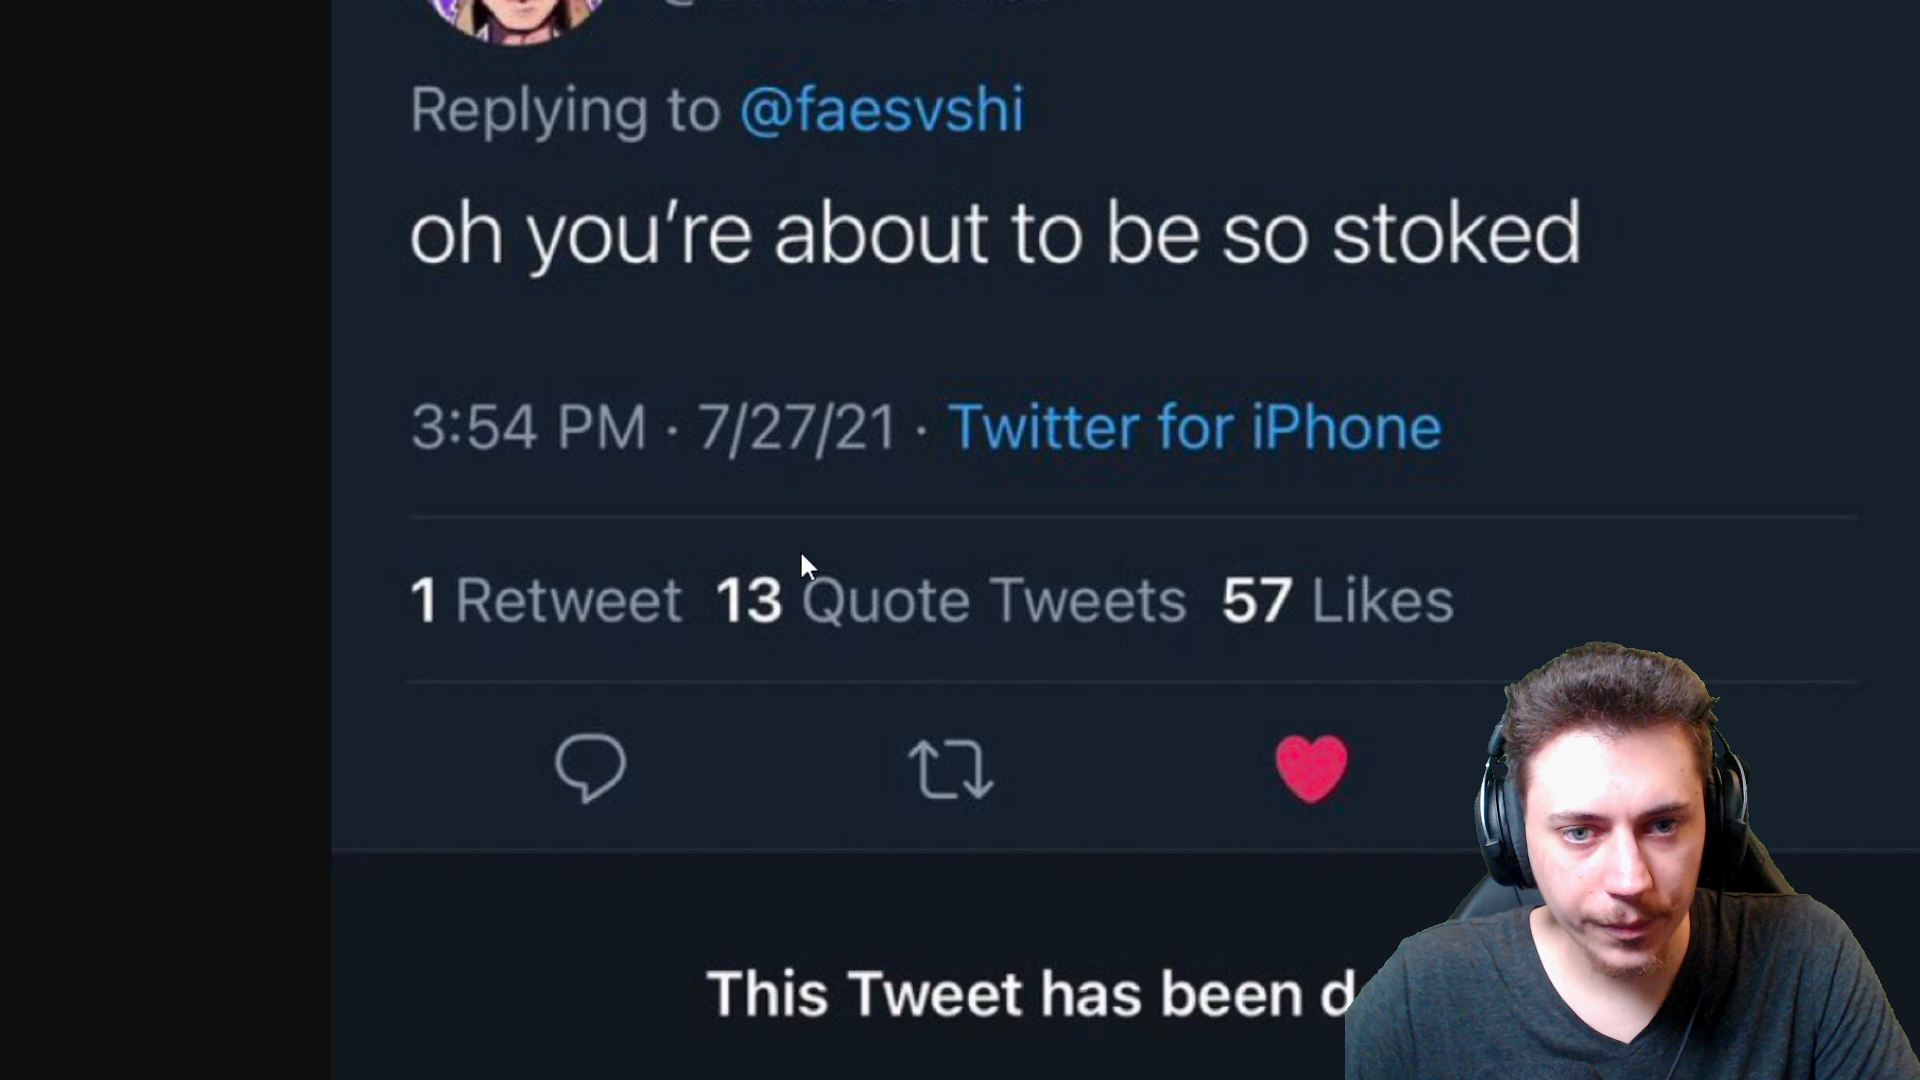 Replying to @faesvshi
oh you’re about to be so stoked
3:54 PM · 7/27/21 · Twitter for iPhone
1 Retweet 13 Quote Tweets 57 Likes
This Tweet has been d